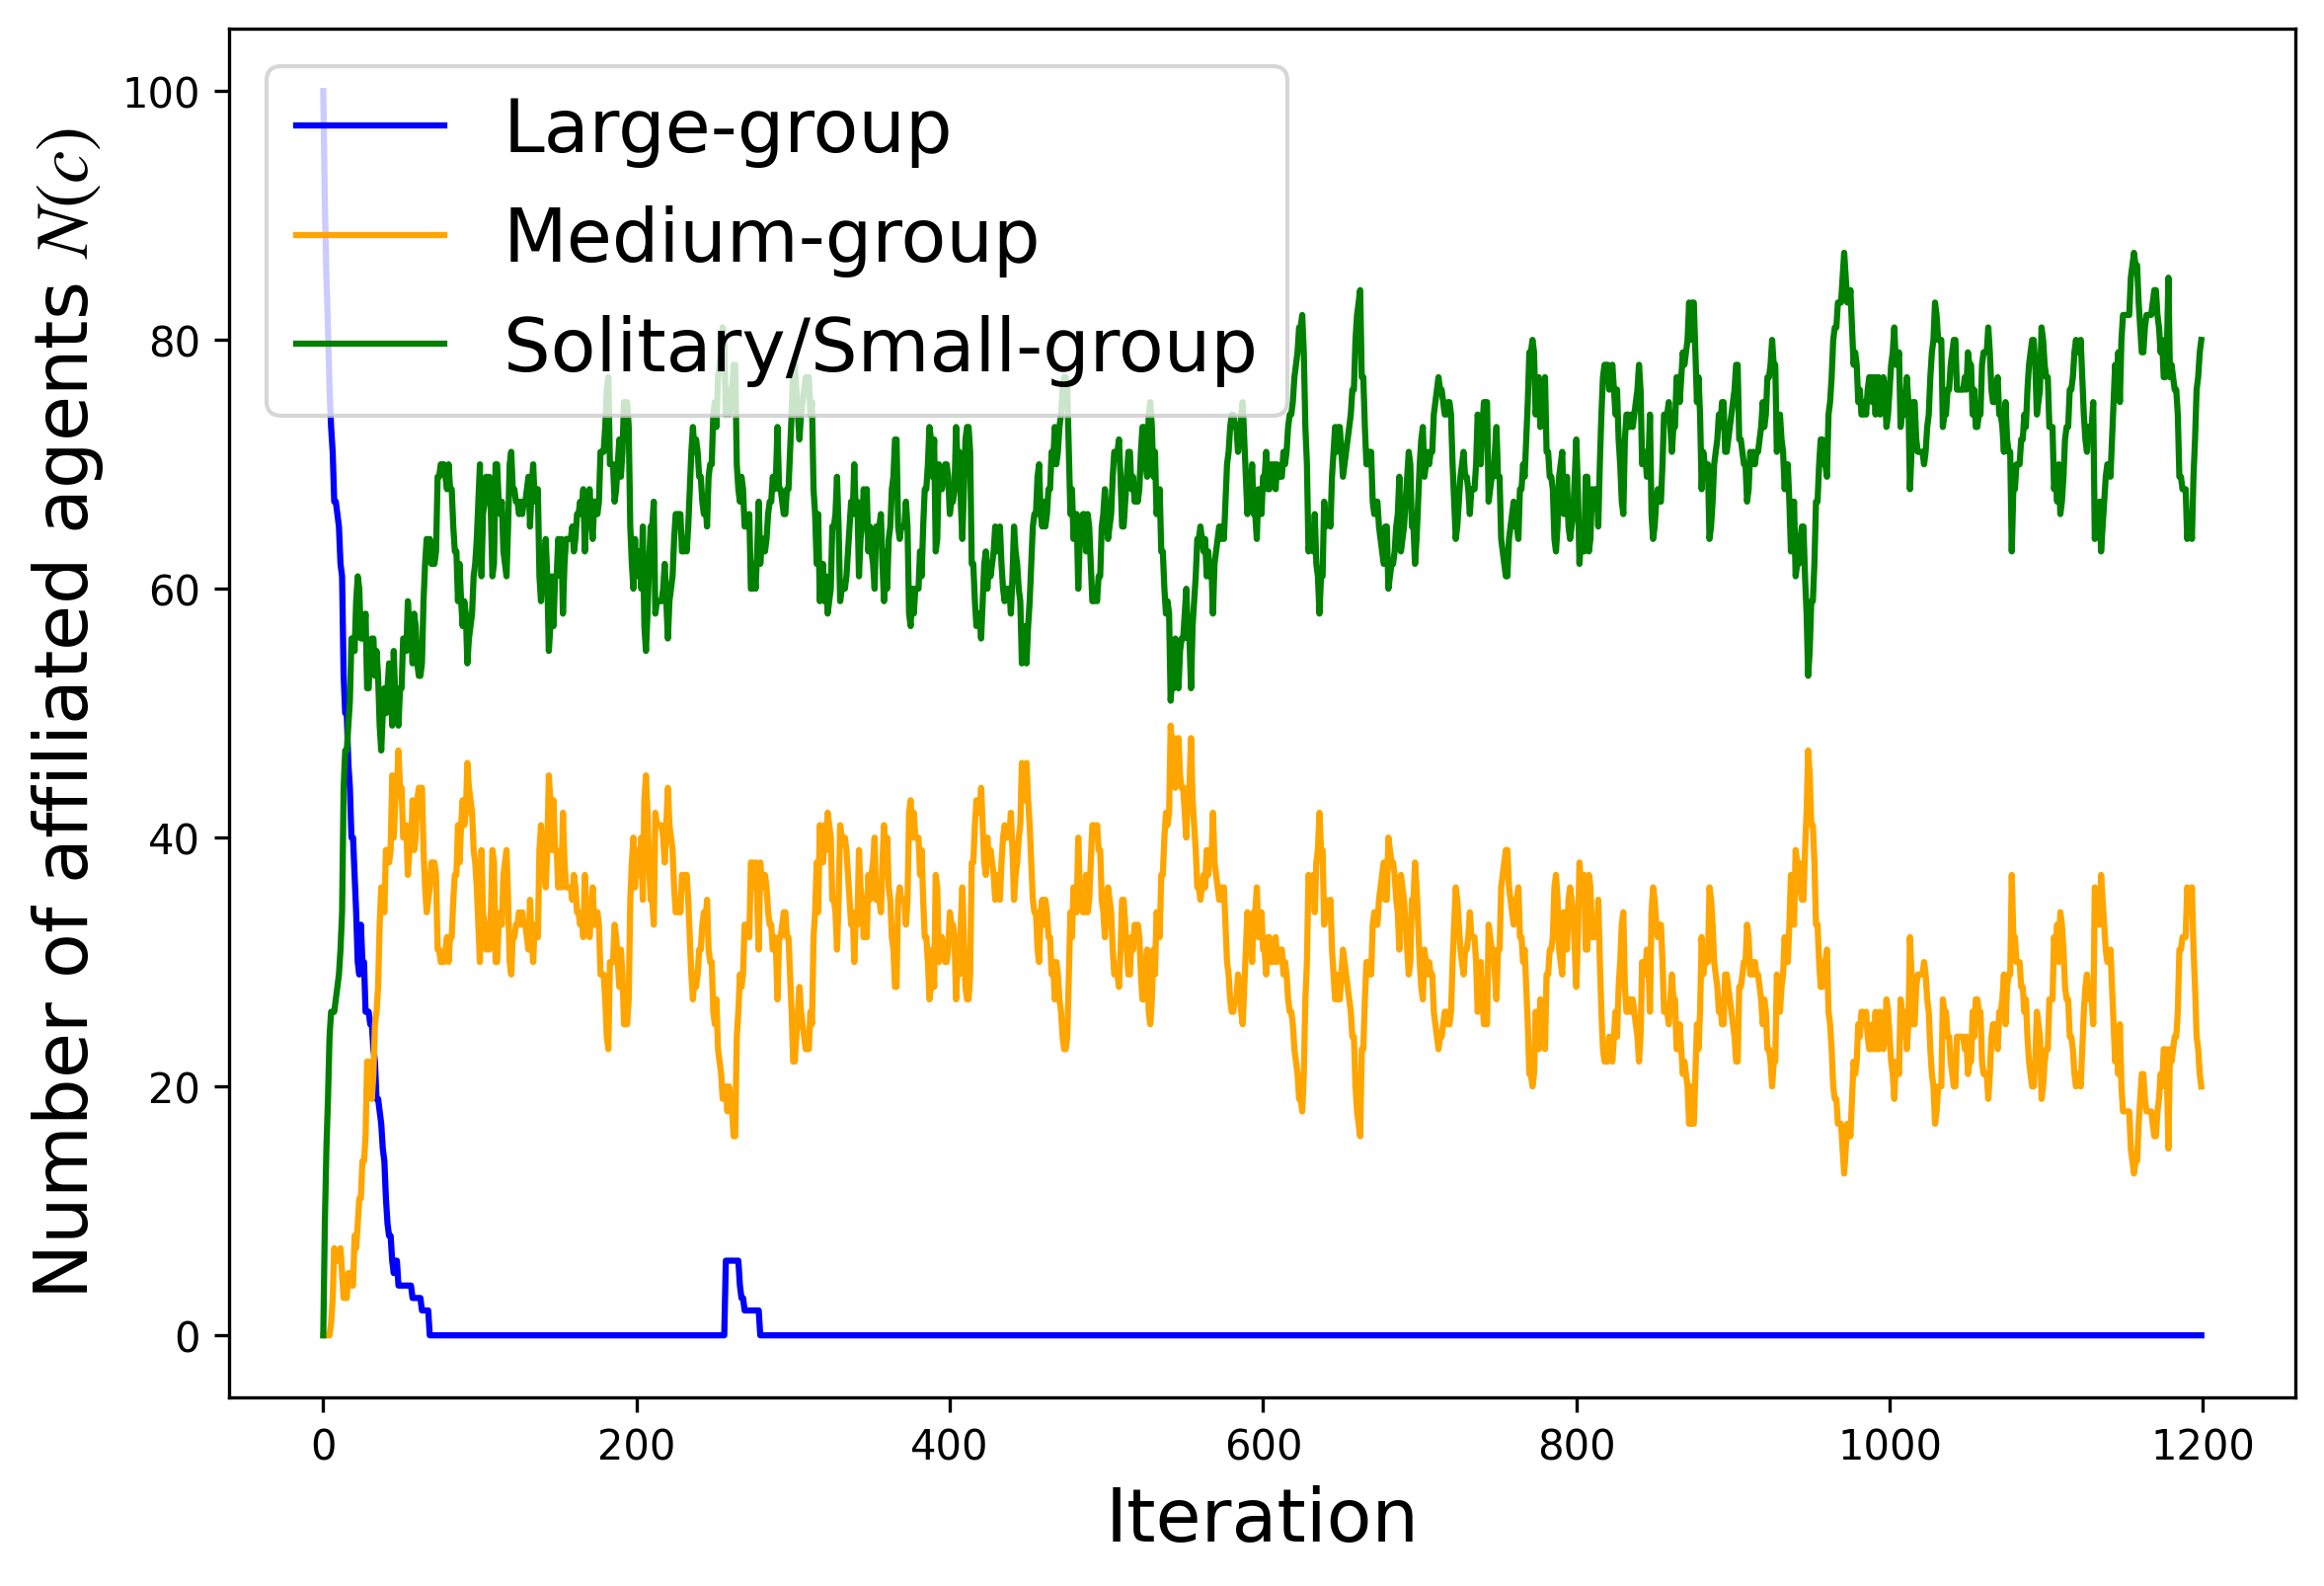 Number of affiliated agents N(c)
100
80
60
40
20
0
Large-group
Medium-group
Solitary/Small-group
0 200 400 600 800 1000 1200
Iteration